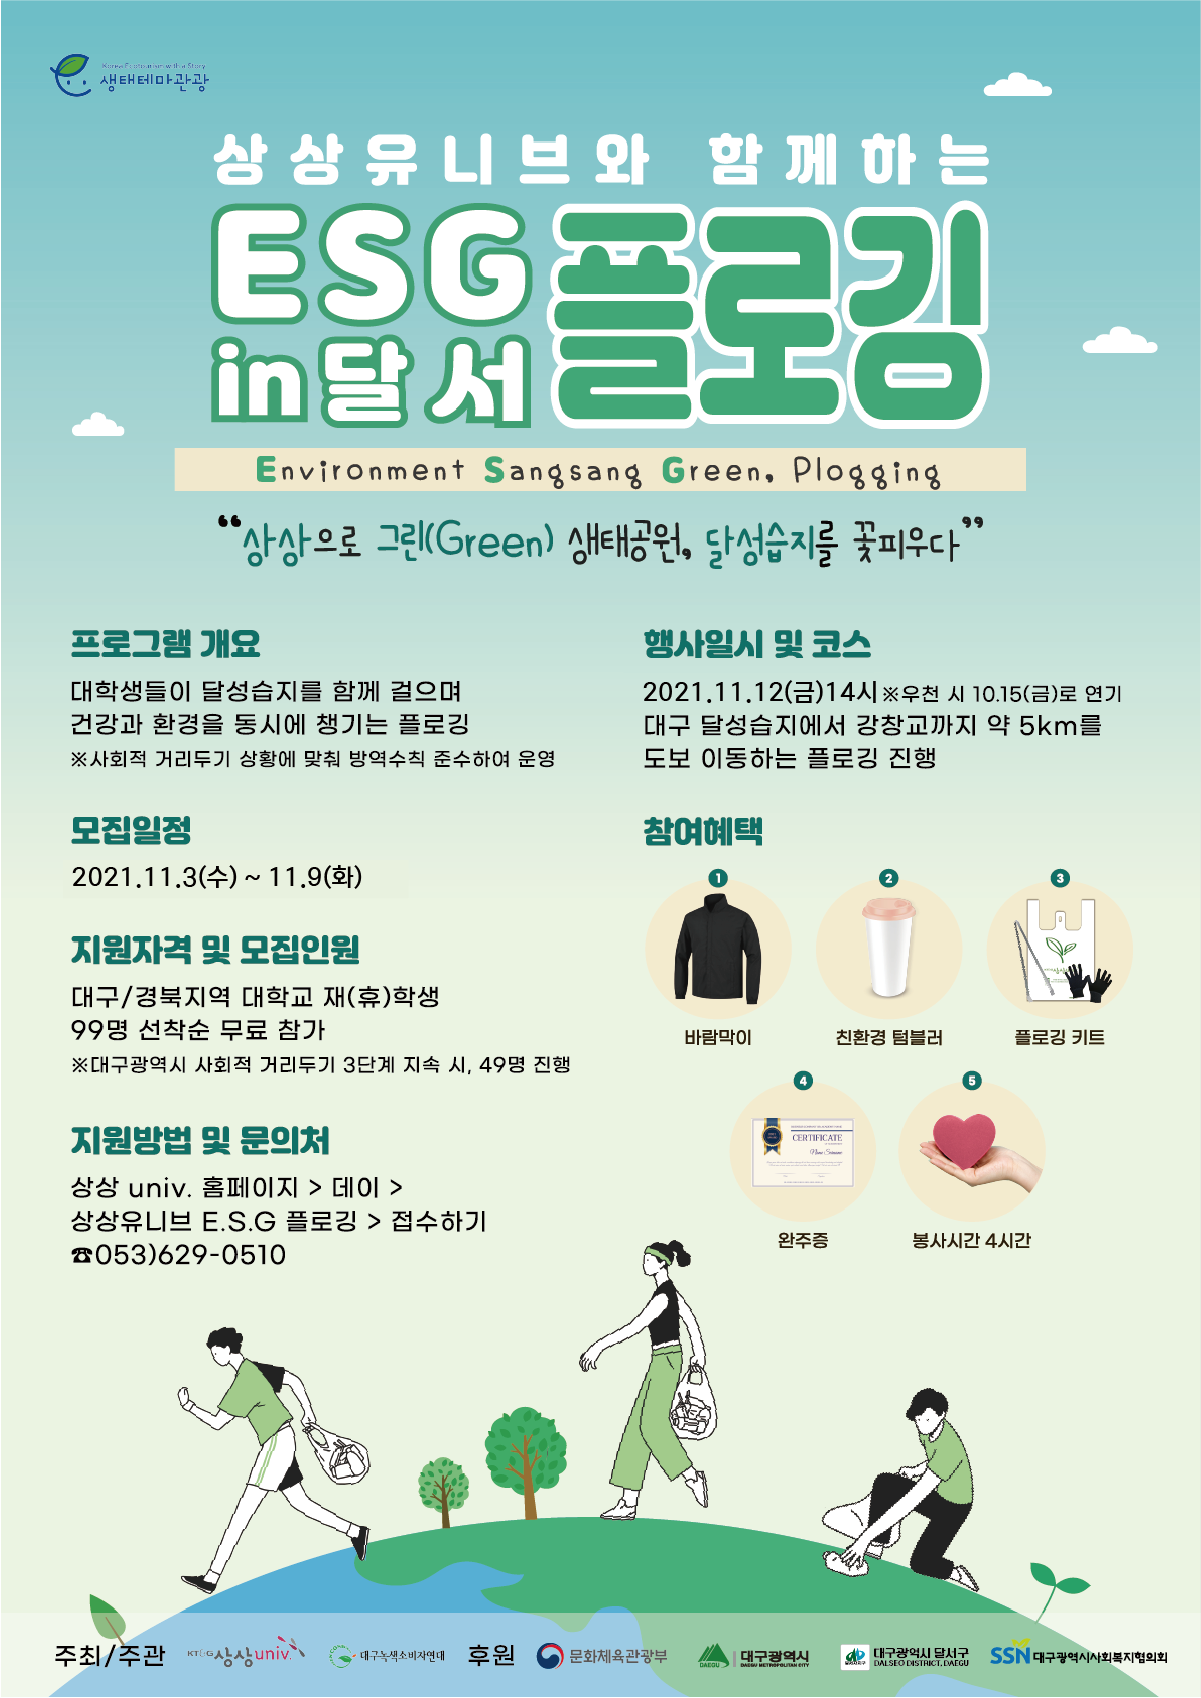 Korea Ecotourism with a Story
생태테마관광
상상유니브와 함께하는
ESG
in달서
플로깅
Environment Sangsang Green, Plogging
“상상으로 그린(Green) 생태공원, 달성습지를 꽃피우다”
프로그램 개요
대학생들이 달성습지를 함께 걸으며
건강과 환경을 동시에 챙기는 플로깅
※사회적 거리두기 상황에 맞춰 방역수칙 준수하여 운영
모집일정
2021.11.3(수) ~ 11.9(화)
지원자격 및 모집인원
대구/경북지역 대학교 재(휴)학생
99명 선착순 무료 참가
※대구광역시 사회적 거리두기 3단계 지속 시, 49명 진행
지원방법 및 문의처
상상 univ. 홈페이지 > 데이 >
상상유니브 E.S.G 플로깅 > 접수하기
☎053)629-0510
행사일시 및 코스
2021.11.12(금)14시 ※우천 시 10.15(금)로 연기
대구 달성습지에서 강창교까지 약 5km를
도보 이동하는 플로깅 진행
참여혜택
1
바람막이
2
친환경 텀블러
3
플로깅 키트
4
CERTIFICATE
Name Surname
완주증
5
봉사시간 4시간
주최/주관
KT&G 상상univ.
대구녹색소비자연대
후원
문화체육관광부
DAEGU
대구광역시
DAEGU METROPOLITAN CITY
대구광역시 달서구
DALSEO DISTRICT, DAEGU
SSN 대구광역시사회복지협의회